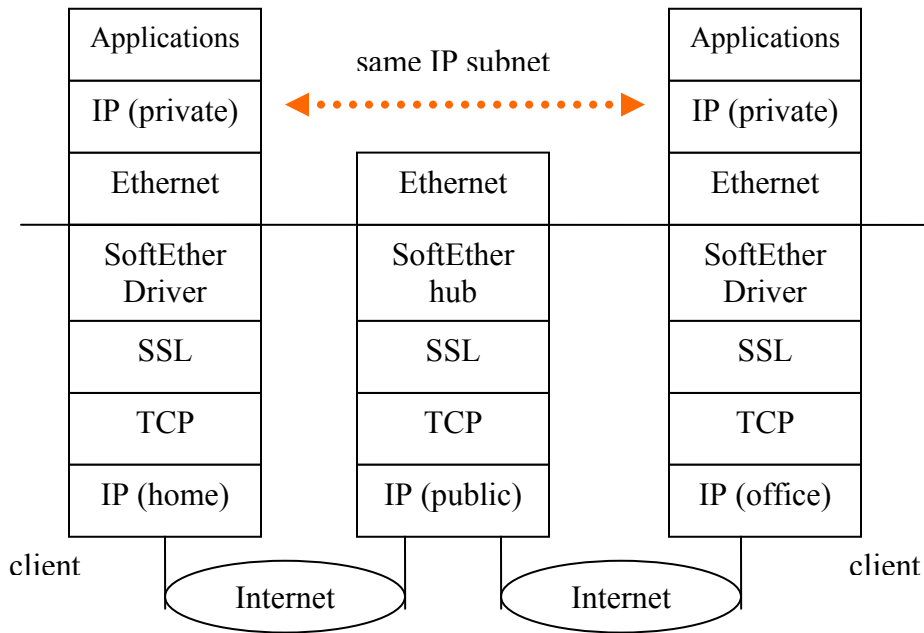 Applications
same IP subnet
Applications
IP (private)
IP (private)
Ethernet
Ethernet
Ethernet
SoftEther
Driver
SoftEther
hub
SoftEther
Driver
SSL
SSL
SSL
TCP
TCP
TCP
IP (home)
IP (public)
IP (office)
client
client
Internet
Internet